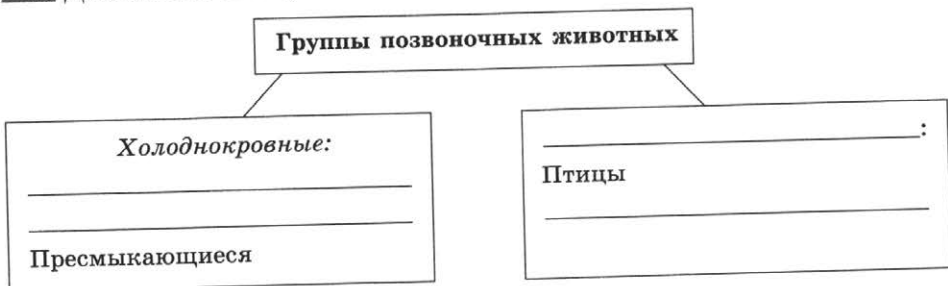 Группы позвоночных животных
Холоднокровные:
:
Птицы
Пресмыкающиеся